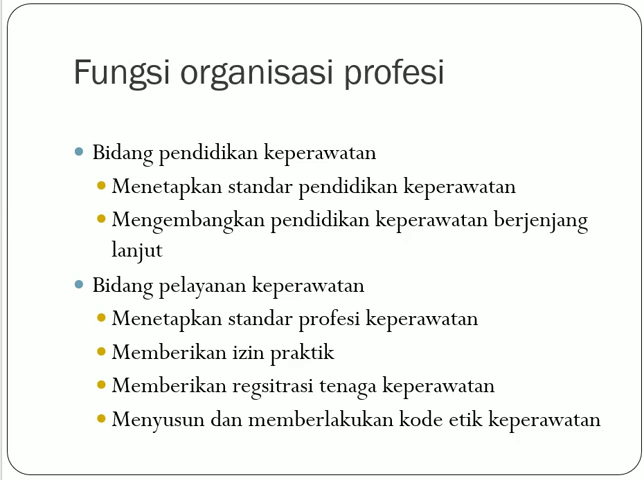 Fungsi organisasi profesi
Bidang pendidikan keperawatan
Menetapkan standar pendidikan keperawatan
Mengembangkan pendidikan keperawatan berjenjang
lanjut
Bidang pelayanan keperawatan
Menetapkan standar profesi keperawatan
Memberikan izin praktik
Memberikan regsitrasi tenaga keperawatan
Menyusun dan memberlakukan kode etik keperawatan